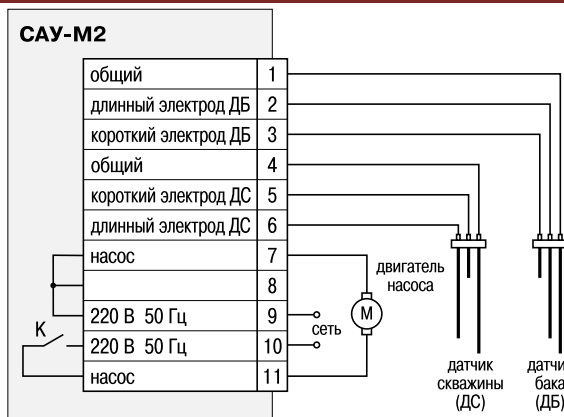 САУ-М2
общий 1
длинный электрод ДБ 2
короткий электрод ДБ 3
общий 4
короткий электрод ДС 5
длинный электрод ДС 6
насос 7
8
220 В 50 Гц 9
220 В 50 Гц 10
насос 11
К
двигатель
насоса
М
сеть
датчик
скважины
(ДС)
датчи
бака
(ДБ)